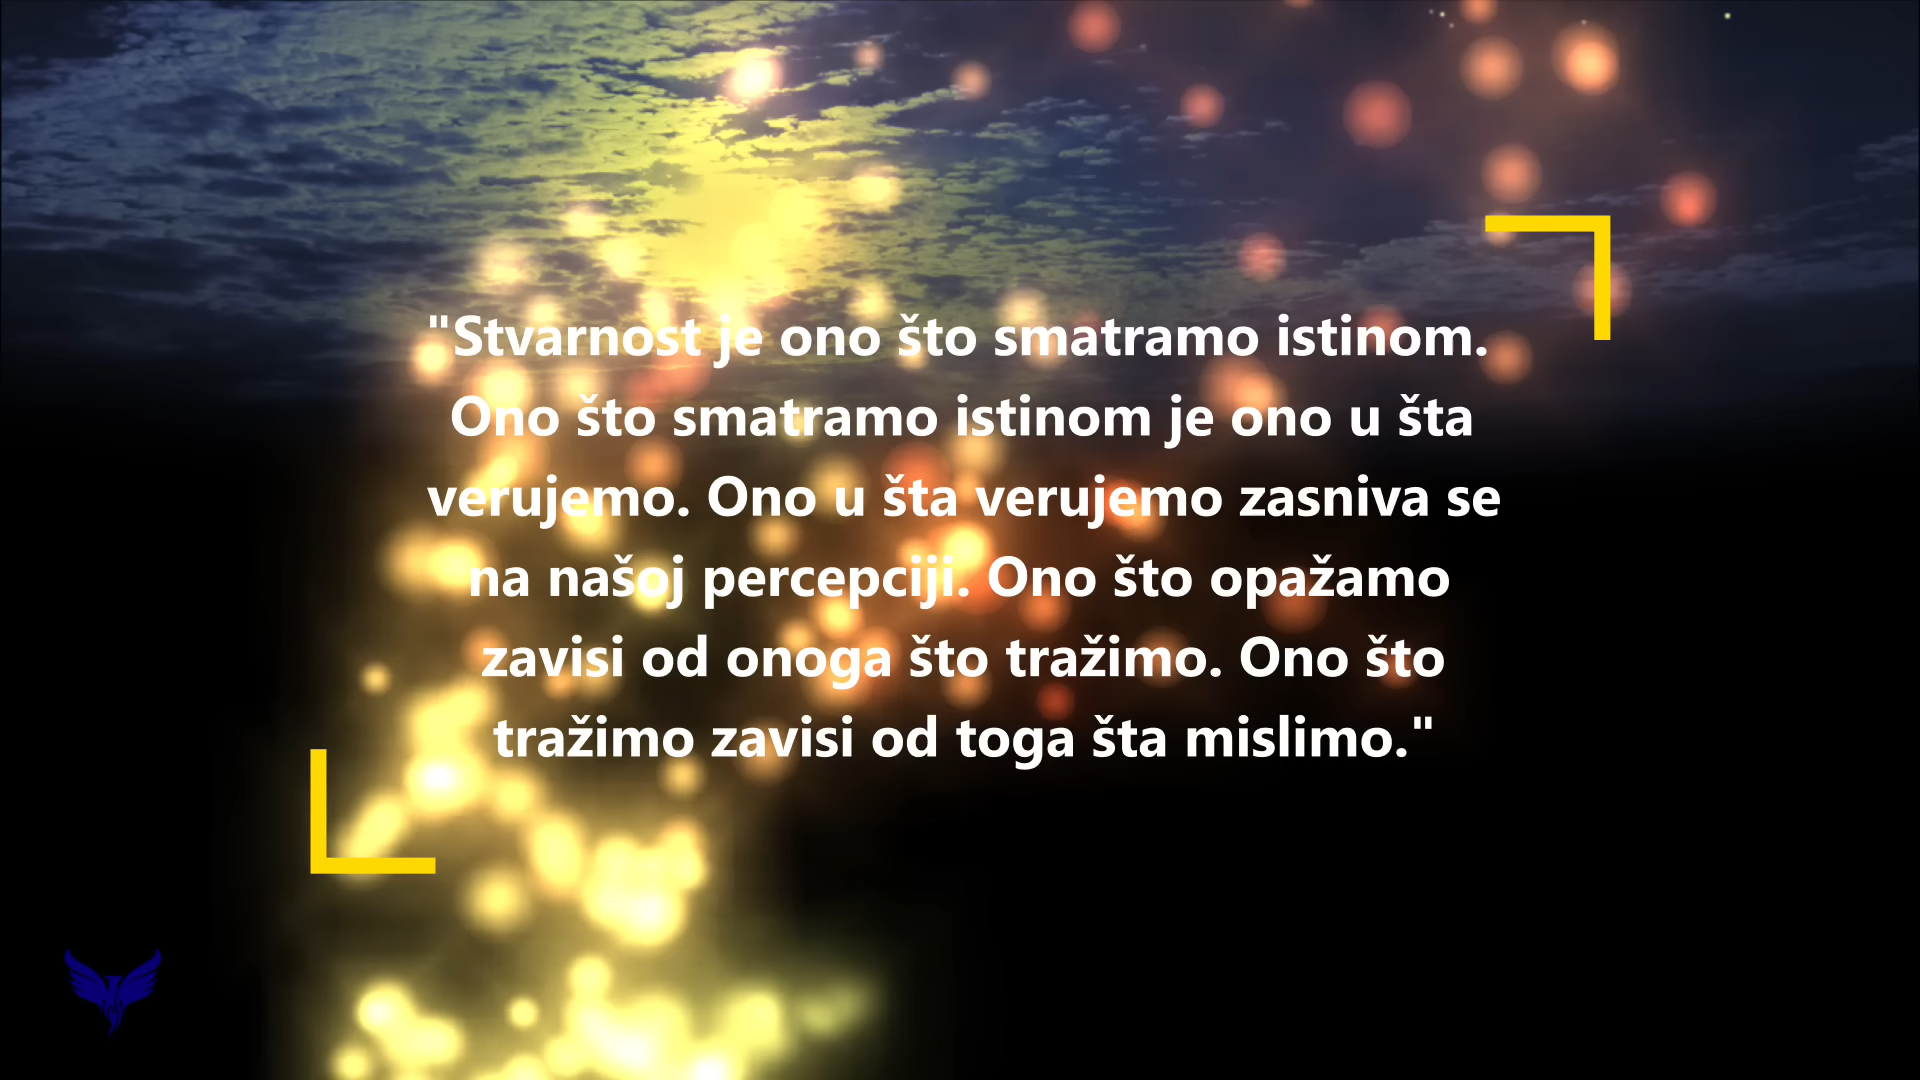 "Stvarnost je ono što smatramo istinom.
Ono što smatramo istinom je ono u šta
verujemo. Ono u šta verujemo zasniva se
na našoj percepciji. Ono što opažamo
zavisi od onoga što tražimo. Ono što
tražimo zavisi od toga šta mislimo."